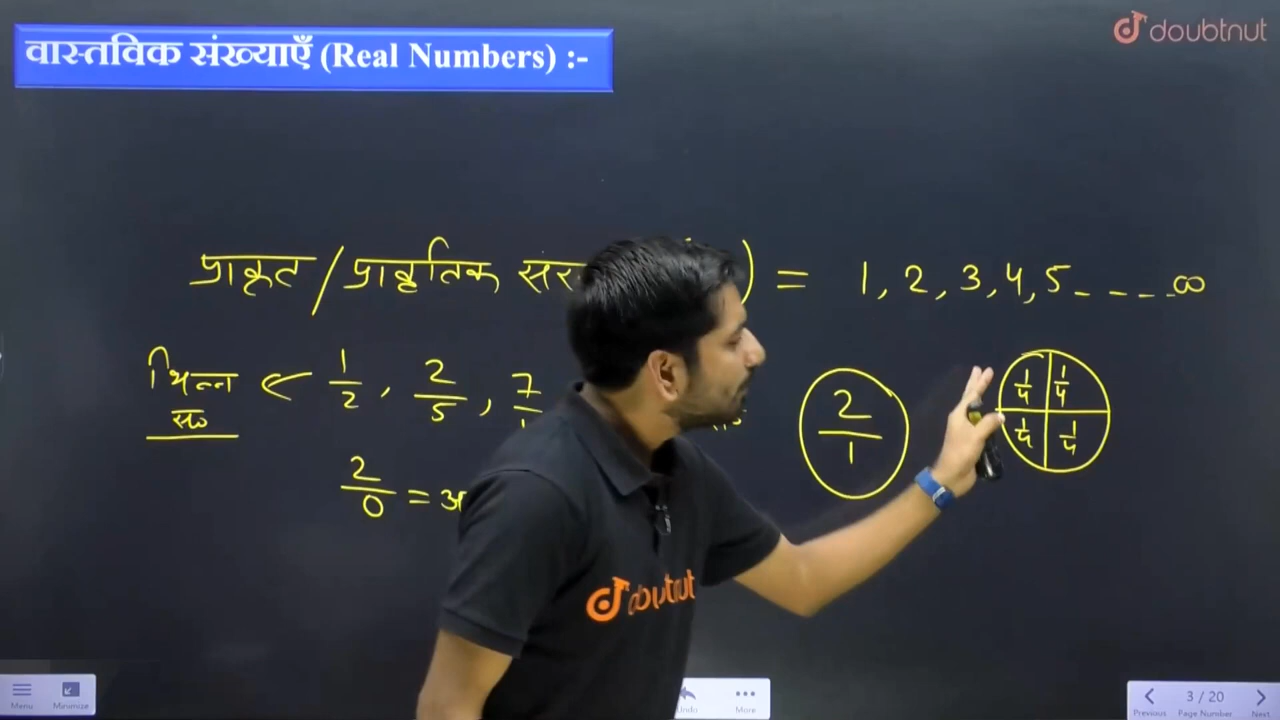 doubtnut
वास्तविक संख्याएँ (Real Numbers) :-
प्राकृत/प्राकृतिक ) = 1, 2, 3, 4, 5 - - - - ∞
भिन्न ← 1/2, 2/5, 7/ 2/1 1/4 1/4
सं० 1/4 1/4
2/0 =
doubtnut
Menu Minimize Undo More Previous 3 / 20 Page Number Next